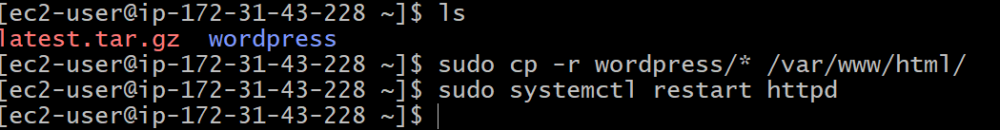 [ec2-user@ip-172-31-43-228 ~]$ ls
latest.tar.gz  wordpress
[ec2-user@ip-172-31-43-228 ~]$ sudo cp -r wordpress/* /var/www/html/
[ec2-user@ip-172-31-43-228 ~]$ sudo systemctl restart httpd
[ec2-user@ip-172-31-43-228 ~]$